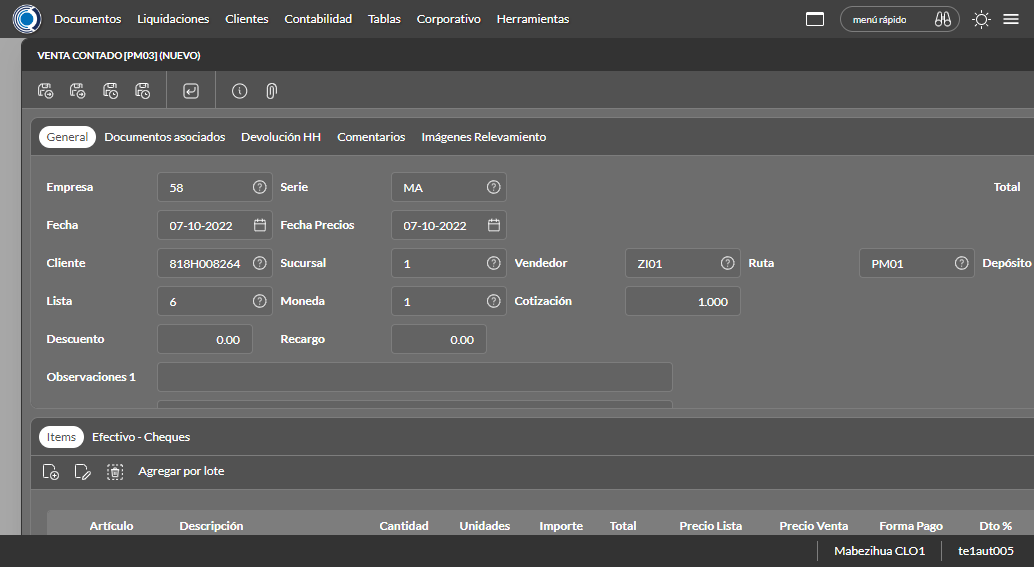 Documentos Liquidaciones Clientes Contabilidad Tablas Corporativo Herramientas menú rápido
VENTA CONTADO [PM03] (NUEVO)
General Documentos asociados Devolución HH Comentarios Imágenes Relevamiento
Empresa 58 Serie MA Total
Fecha 07-10-2022 Fecha Precios 07-10-2022
Cliente 818H008264 Sucursal 1 Vendedor ZI01 Ruta PM01 Depósito
Lista 6 Moneda 1 Cotización 1.000
Descuento 0.00 Recargo 0.00
Observaciones 1
Items Efectivo - Cheques
Agregar por lote
Artículo Descripción Cantidad Unidades Importe Total Precio Lista Precio Venta Forma Pago Dto %
Mabezihua CLO1 te1aut005